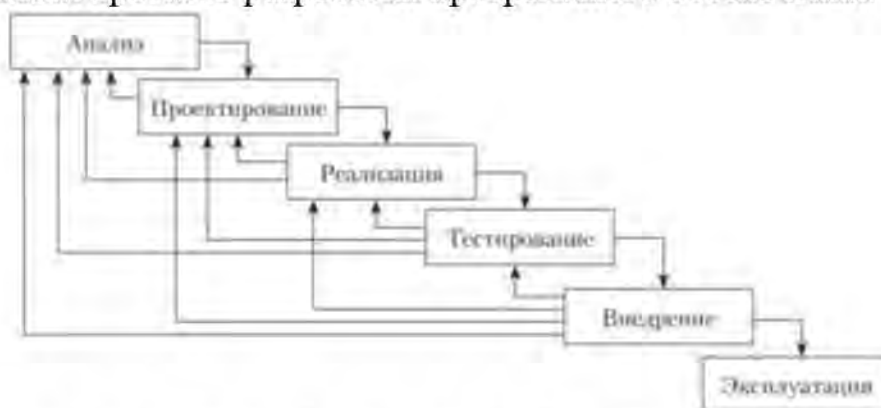 Анализ
Проектирование
Реализация
Тестирование
Внедрение
Эксплуатация